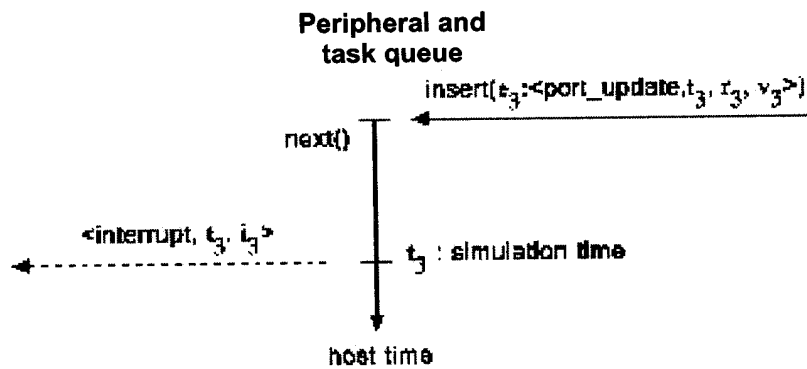 Peripheral and
task queue
insert(t3:<port_update,t3, r3, v3>)
next()
<interrupt, t3, i3>
t3 : simulation time
host time